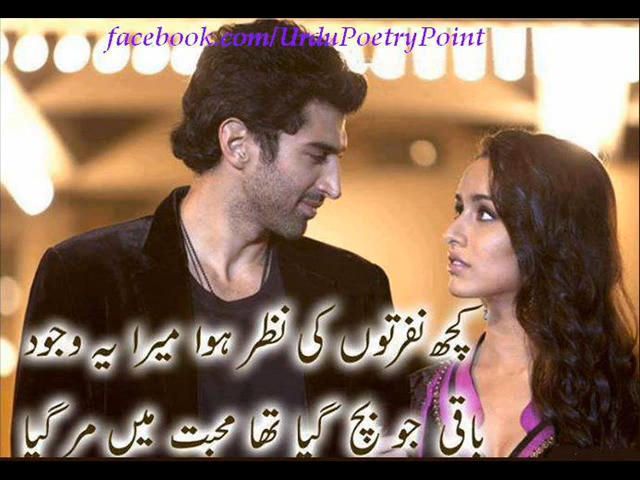 facebook.com/UrduPoetryPoint
کچھ نفرتوں کی نظر ہوا میرا یہ وجود
باقی جو بچ گیا تھا محبت میں مر گیا